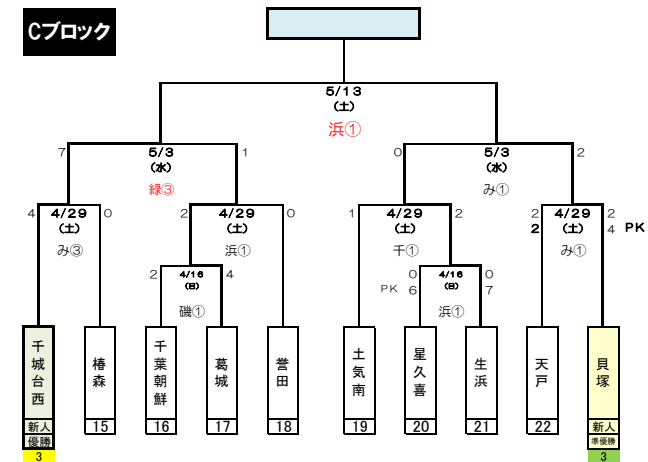 Cブロック
5/13
(土)
浜①
7 5/3 1
(水)
緑③
0 5/3 2
(水)
み①
4 4/29 0
(土)
み③
2 4/29 0
(土)
浜①
1 4/29 2
(土)
千①
2 4/29 2
2 (土) 4 PK
み①
2 4/16 4
(日)
磯①
0 4/16 0
PK 6 (日) 7
浜①
千城台西
椿森
千葉朝鮮
葛城
誉田
土気南
星久喜
生浜
天戸
貝塚
新人 15 16 17 18 19 20 21 22 新人
優勝 準優勝
3 3